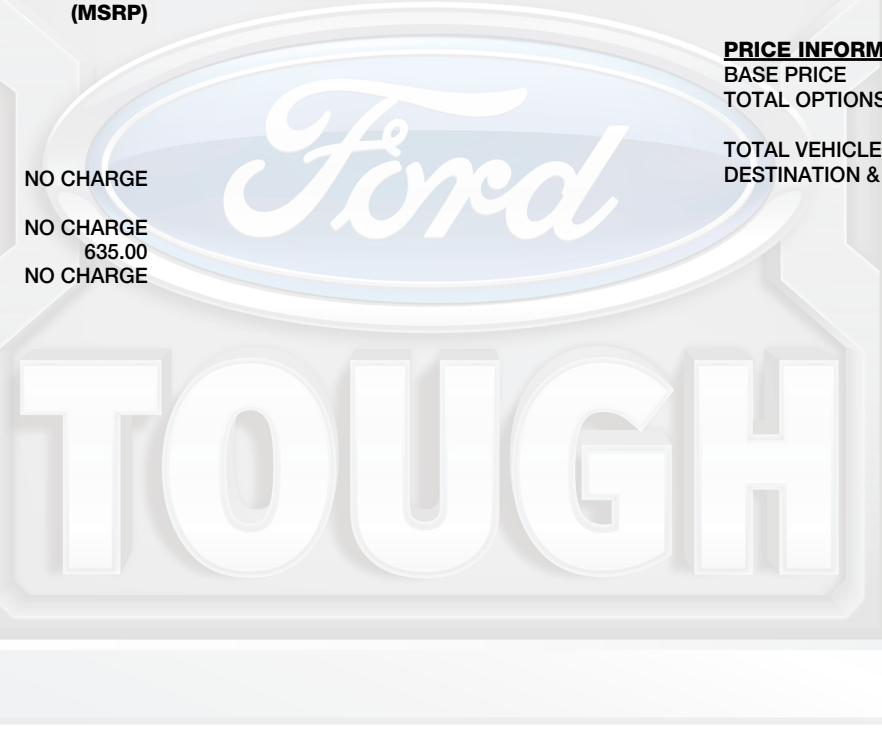 (MSRP)
NO CHARGE
NO CHARGE
635.00
NO CHARGE
PRICE INFORM
BASE PRICE
TOTAL OPTIONS
TOTAL VEHICLE
DESTINATION &
Ford
TOUGH